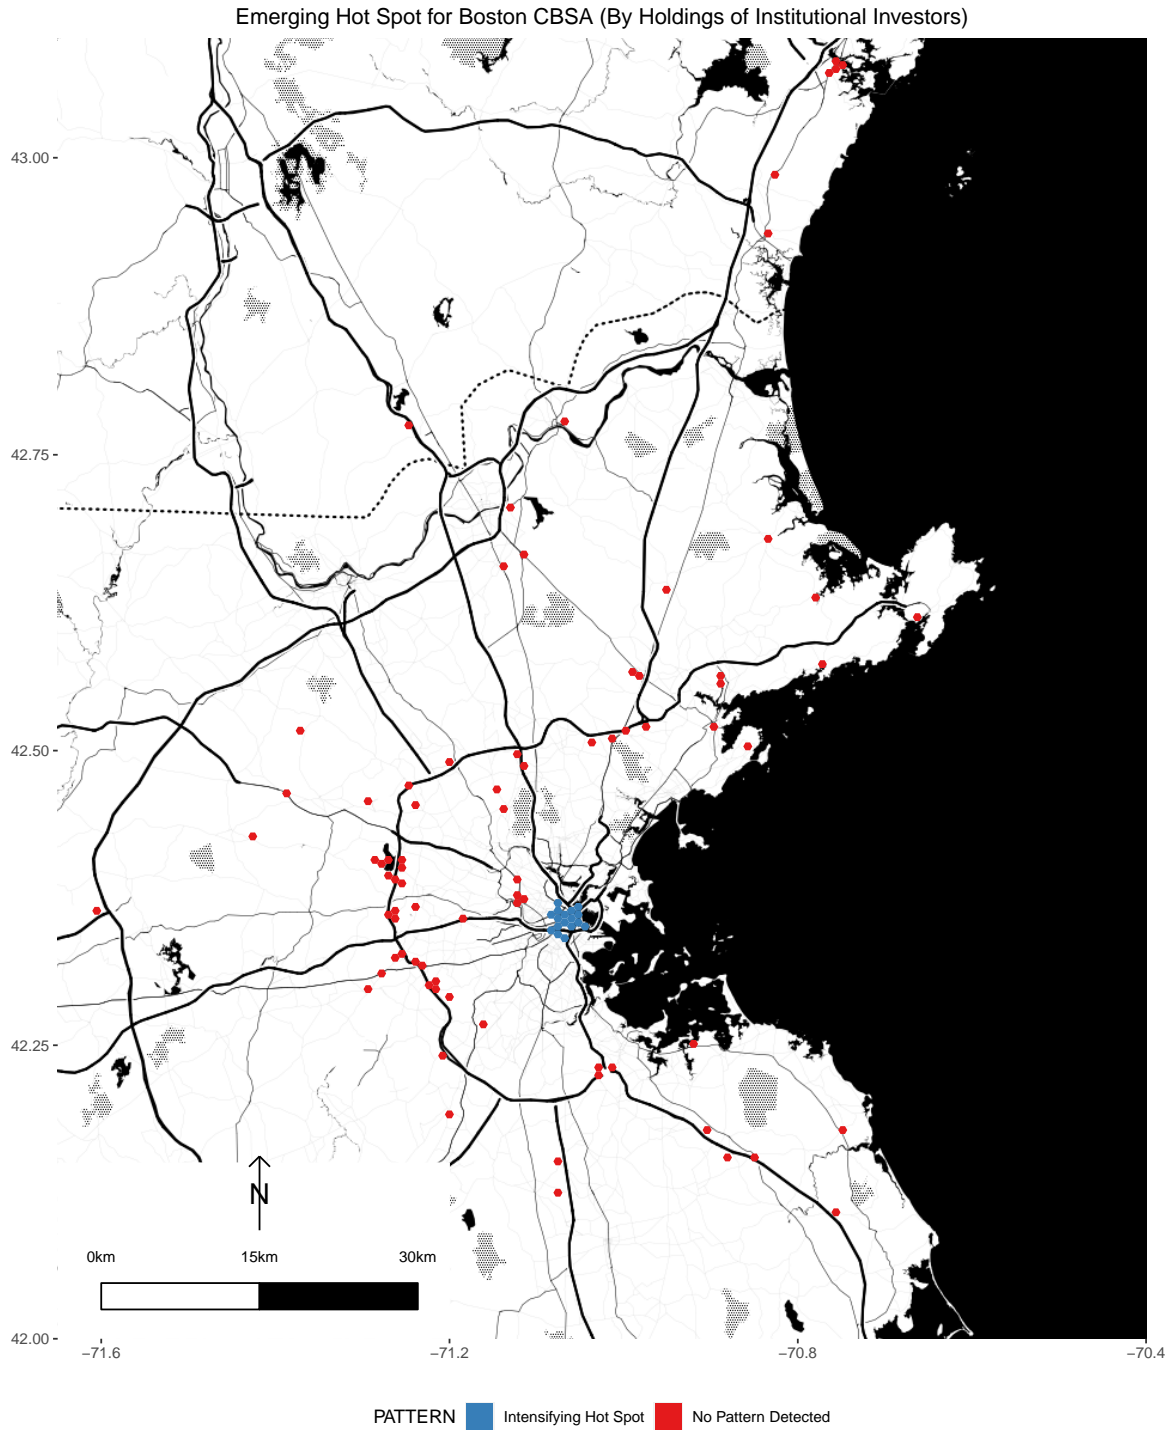 Emerging Hot Spot for Boston CBSA (By Holdings of Institutional Investors)
43.00
42.75
42.50
42.25
42.00
N
0km 15km 30km
−71.6 −71.2 −70.8 −70.4
PATTERN Intensifying Hot Spot No Pattern Detected